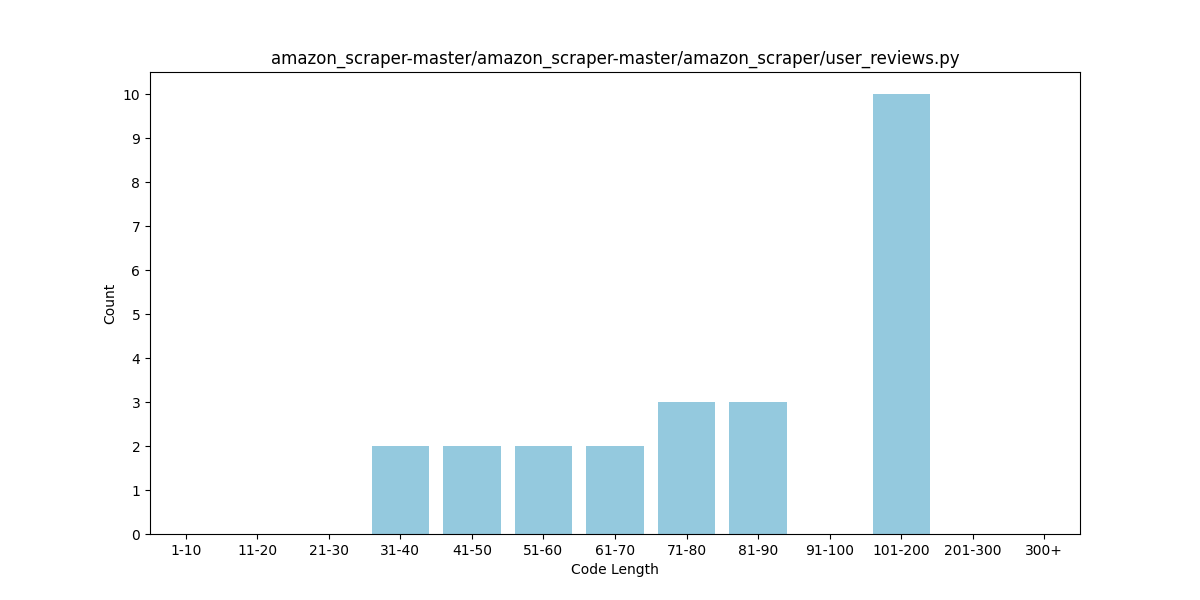 amazon_scraper-master/amazon_scraper-master/amazon_scraper/user_reviews.py
Count
10
9
8
7
6
5
4
3
2
1
0
1-10 11-20 21-30 31-40 41-50 51-60 61-70 71-80 81-90 91-100 101-200 201-300 300+
Code Length